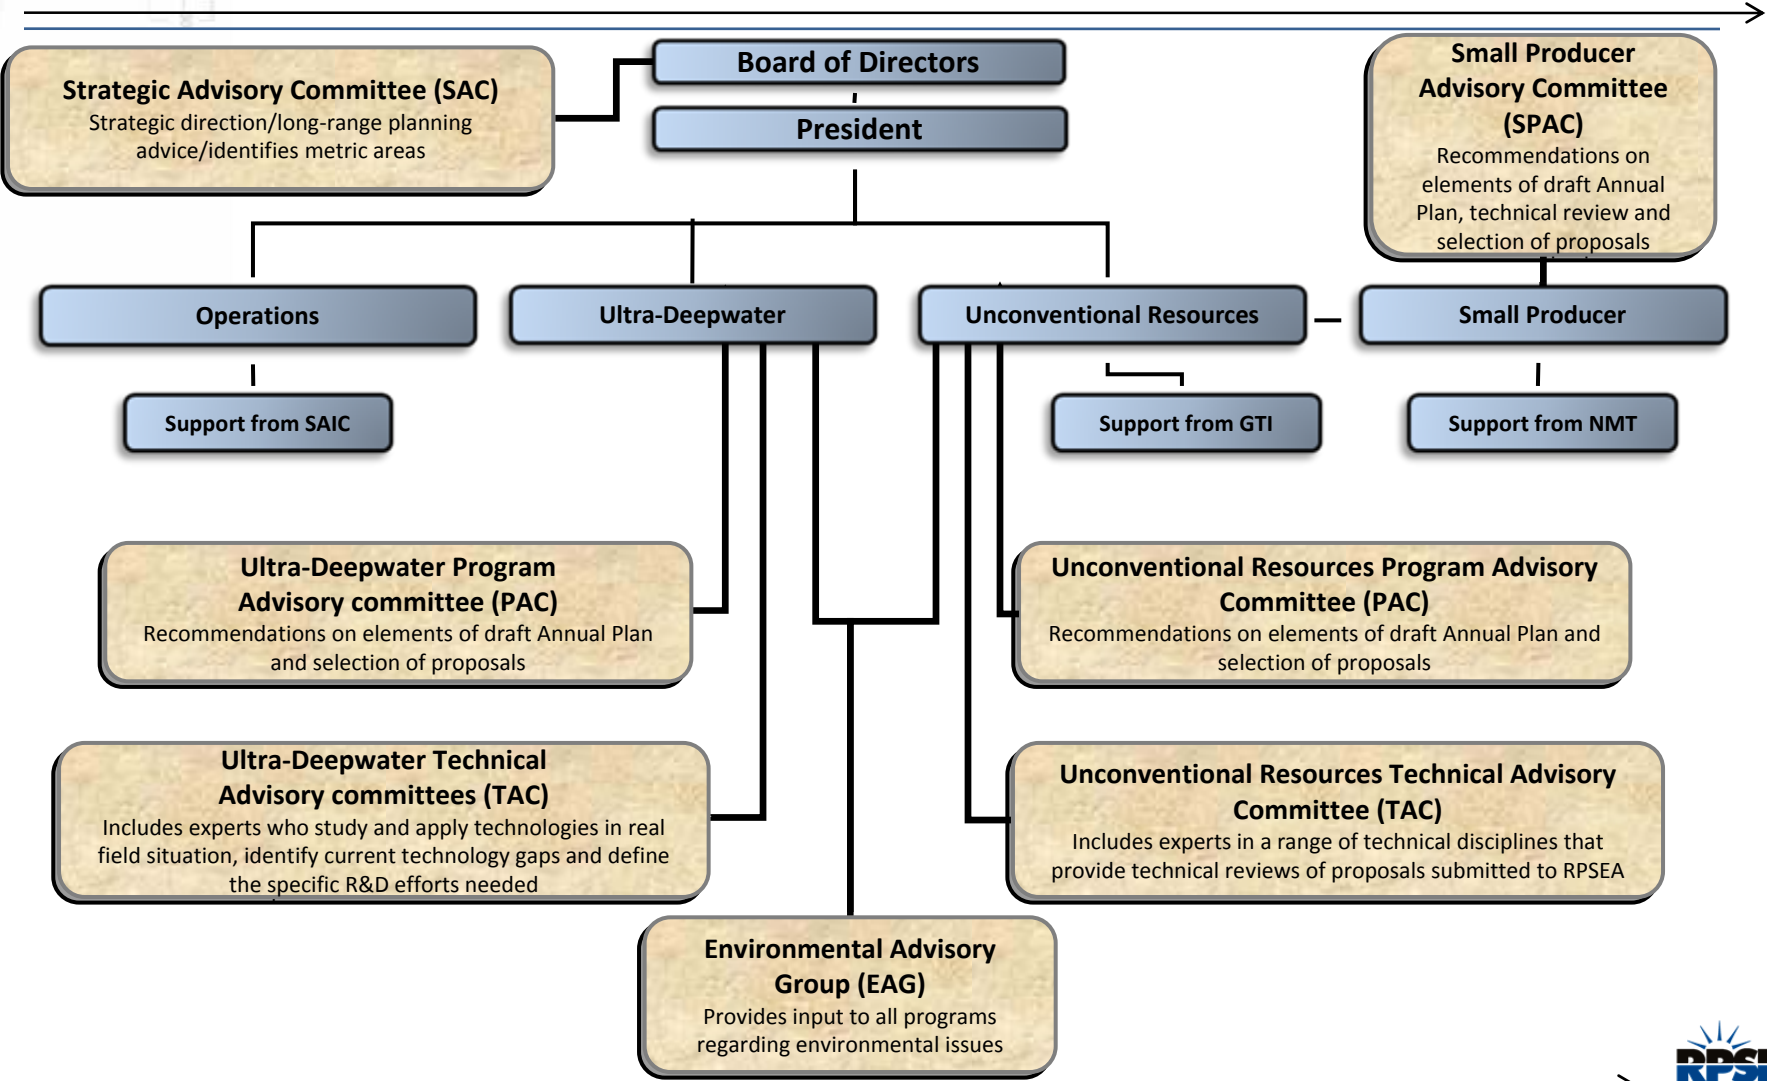 Board of Directors
Strategic Advisory Committee (SAC)
Strategic direction/long-range planning
advice/identifies metric areas
President
Small Producer
Advisory Committee
(SPAC)
Recommendations on
elements of draft Annual
Plan, technical review and
selection of proposals
Operations
Ultra-Deepwater
Unconventional Resources
Small Producer
Support from SAIC
Support from GTI
Support from NMT
Ultra-Deepwater Program
Advisory committee (PAC)
Recommendations on elements of draft Annual Plan
and selection of proposals
Unconventional Resources Program Advisory
Committee (PAC)
Recommendations on elements of draft Annual Plan and
selection of proposals
Ultra-Deepwater Technical
Advisory committees (TAC)
Includes experts who study and apply technologies in real
field situation, identify current technology gaps and define
the specific R&D efforts needed
Unconventional Resources Technical Advisory
Committee (TAC)
Includes experts in a range of technical disciplines that
provide technical reviews of proposals submitted to RPSEA
Environmental Advisory
Group (EAG)
Provides input to all programs
regarding environmental issues